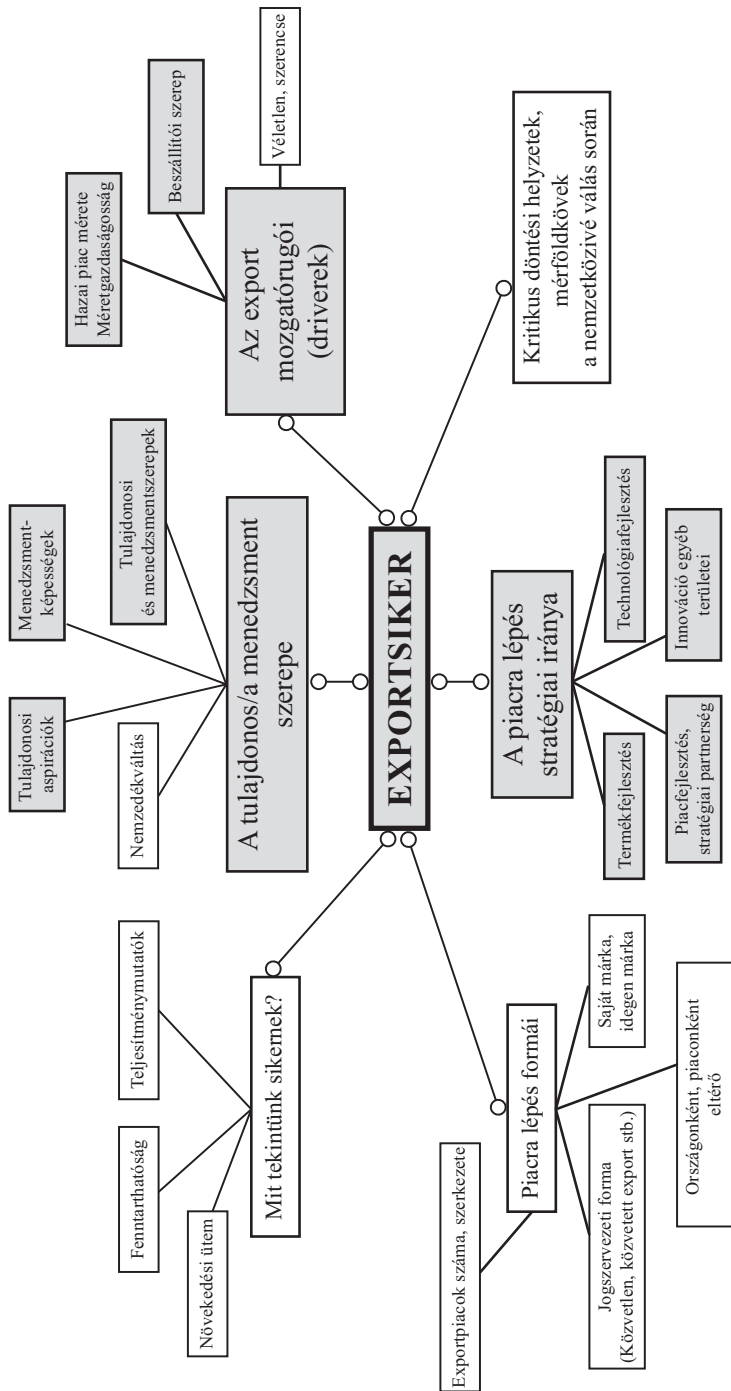 Fenntarthatóság
Teljesítménymutatók
Növekedési ütem
Mit tekintünk sikernek?
Tulajdonosi
aspirációk
Menedzsment-
képességek
Nemzedékváltás
Tulajdonosi
és menedzsmentszerepek
A tulajdonos/a menedzsment
szerepe
Hazai piac mérete
Méretgazdaságosság
Beszállítói szerep
Véletlen, szerencse
Az export
mozgatórugói
(driverek)
EXPORTSIKER
Exportpiacok száma, szerkezete
Piacra lépés formái
Jogszervezeti forma
(Közvetlen, közvetett export stb.)
Saját márka,
idegen márka
Országonként, piaconként
eltérő
A piacra lépés
stratégiai iránya
Termékfejlesztés
Technológiafejlesztés
Piacfejlesztés,
stratégiai partnerség
Innováció egyéb
területei
Kritikus döntési helyzetek,
mérföldkövek
a nemzetközivé válás során